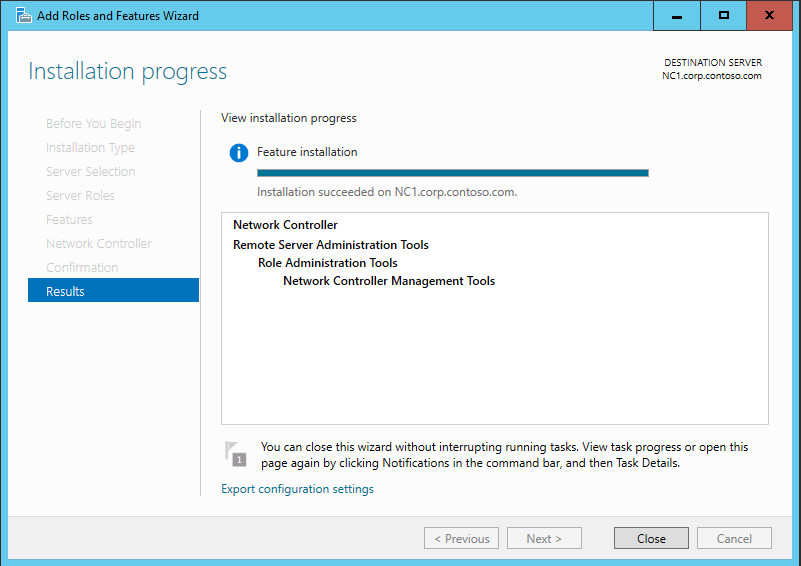 Add Roles and Features Wizard
Installation progress
DESTINATION SERVER
NC1.corp.contoso.com
Before You Begin
Installation Type
Server Selection
Server Roles
Features
Network Controller
Confirmation
Results
View installation progress
Feature installation
Installation succeeded on NC1.corp.contoso.com.
Network Controller
Remote Server Administration Tools
Role Administration Tools
Network Controller Management Tools
1
You can close this wizard without interrupting running tasks. View task progress or open this
page again by clicking Notifications in the command bar, and then Task Details.
Export configuration settings
< Previous
Next >
Close
Cancel